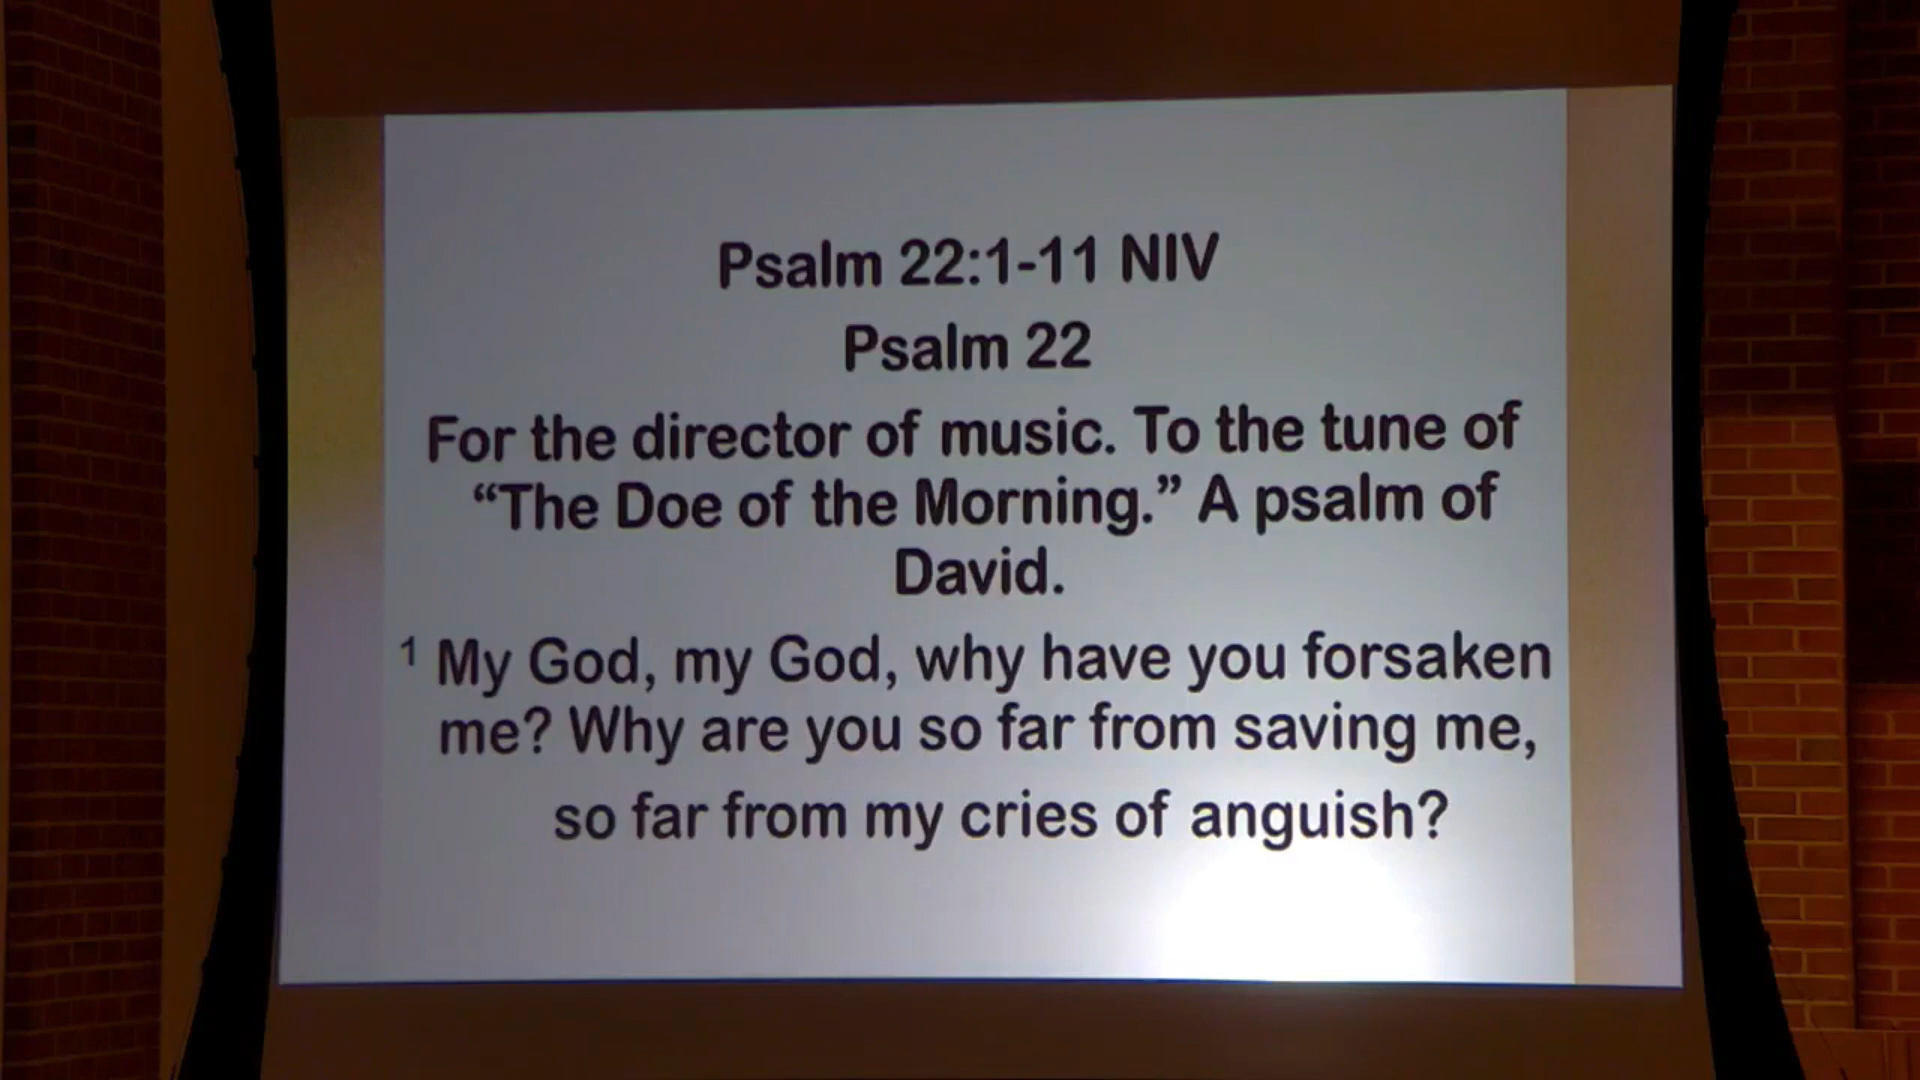 Psalm 22:1-11 NIV
Psalm 22
For the director of music. To the tune of
“The Doe of the Morning.” A psalm of
David.
1 My God, my God, why have you forsaken
me? Why are you so far from saving me,
so far from my cries of anguish?